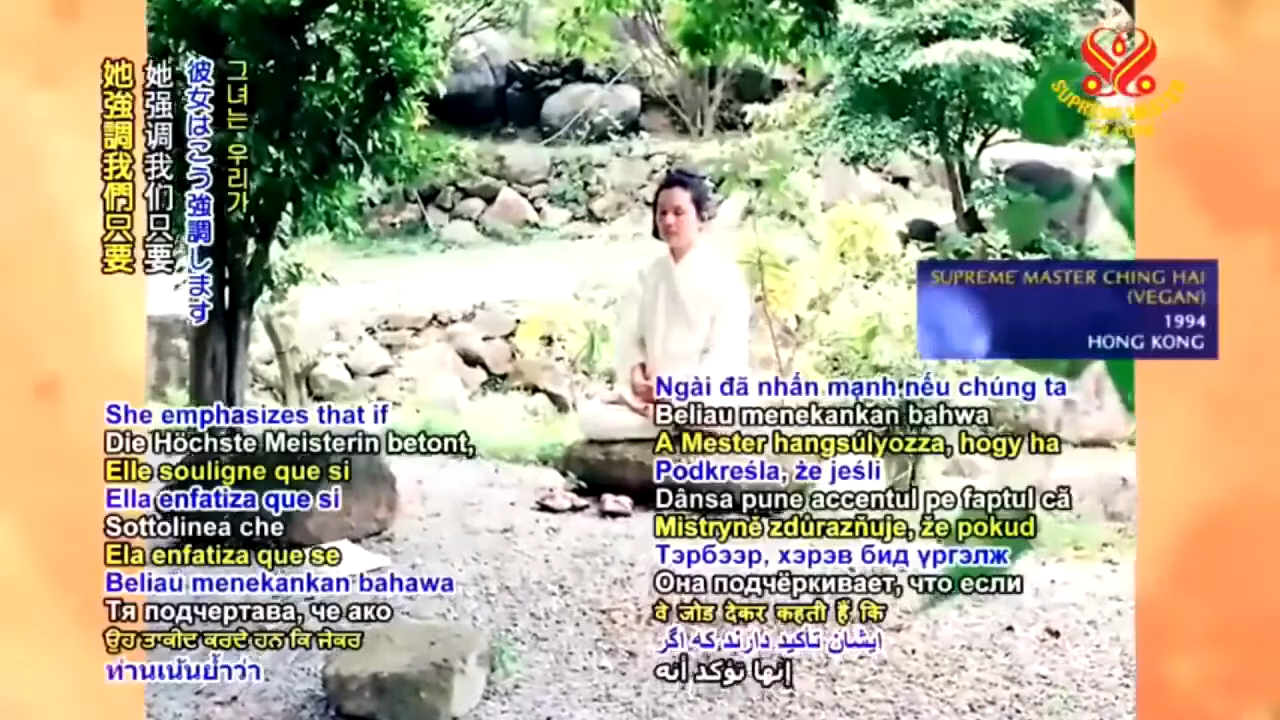 她強調我們只要
她强调我们只要
彼女はこう強調します
그녀는 우리가
SUPREME MASTER
SUPREME MASTER CHING HAI
(VEGAN)
1994
HONG KONG
She emphasizes that if
Die Höchste Meisterin betont,
Elle souligne que si
Ella enfatiza que si
Sottolinea che
Ela enfatiza que se
Beliau menekankan bahawa
Тя подчертава, че ако
ਉਹ ਤਾਕੀਦ ਕਰਦੇ ਹਨ ਕਿ ਜੇਕਰ
ท่านเน้นย้ำว่า
Ngài đã nhấn mạnh nếu chúng ta
Beliau menekankan bahwa
A Mester hangsúlyozza, hogy ha
Podkreśla, że jeśli
Dânsa pune accentul pe faptul că
Mistryně zdůrazňuje, že pokud
Тэрбээр, хэрэв бид үргэлж
Она подчёркивает, что если
वे जोड देकर कहती हैं कि
ایشان تأکید دارند که اگر
إنها تؤكد أنه